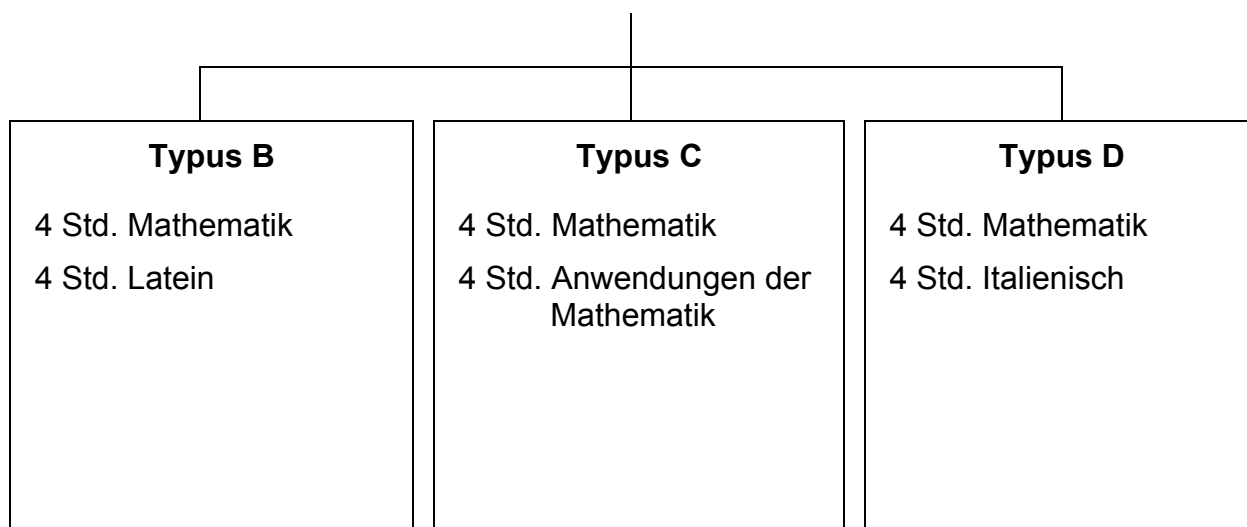 Typus B
4 Std. Mathematik
4 Std. Latein
Typus C
4 Std. Mathematik
4 Std. Anwendungen der
Mathematik
Typus D
4 Std. Mathematik
4 Std. Italienisch